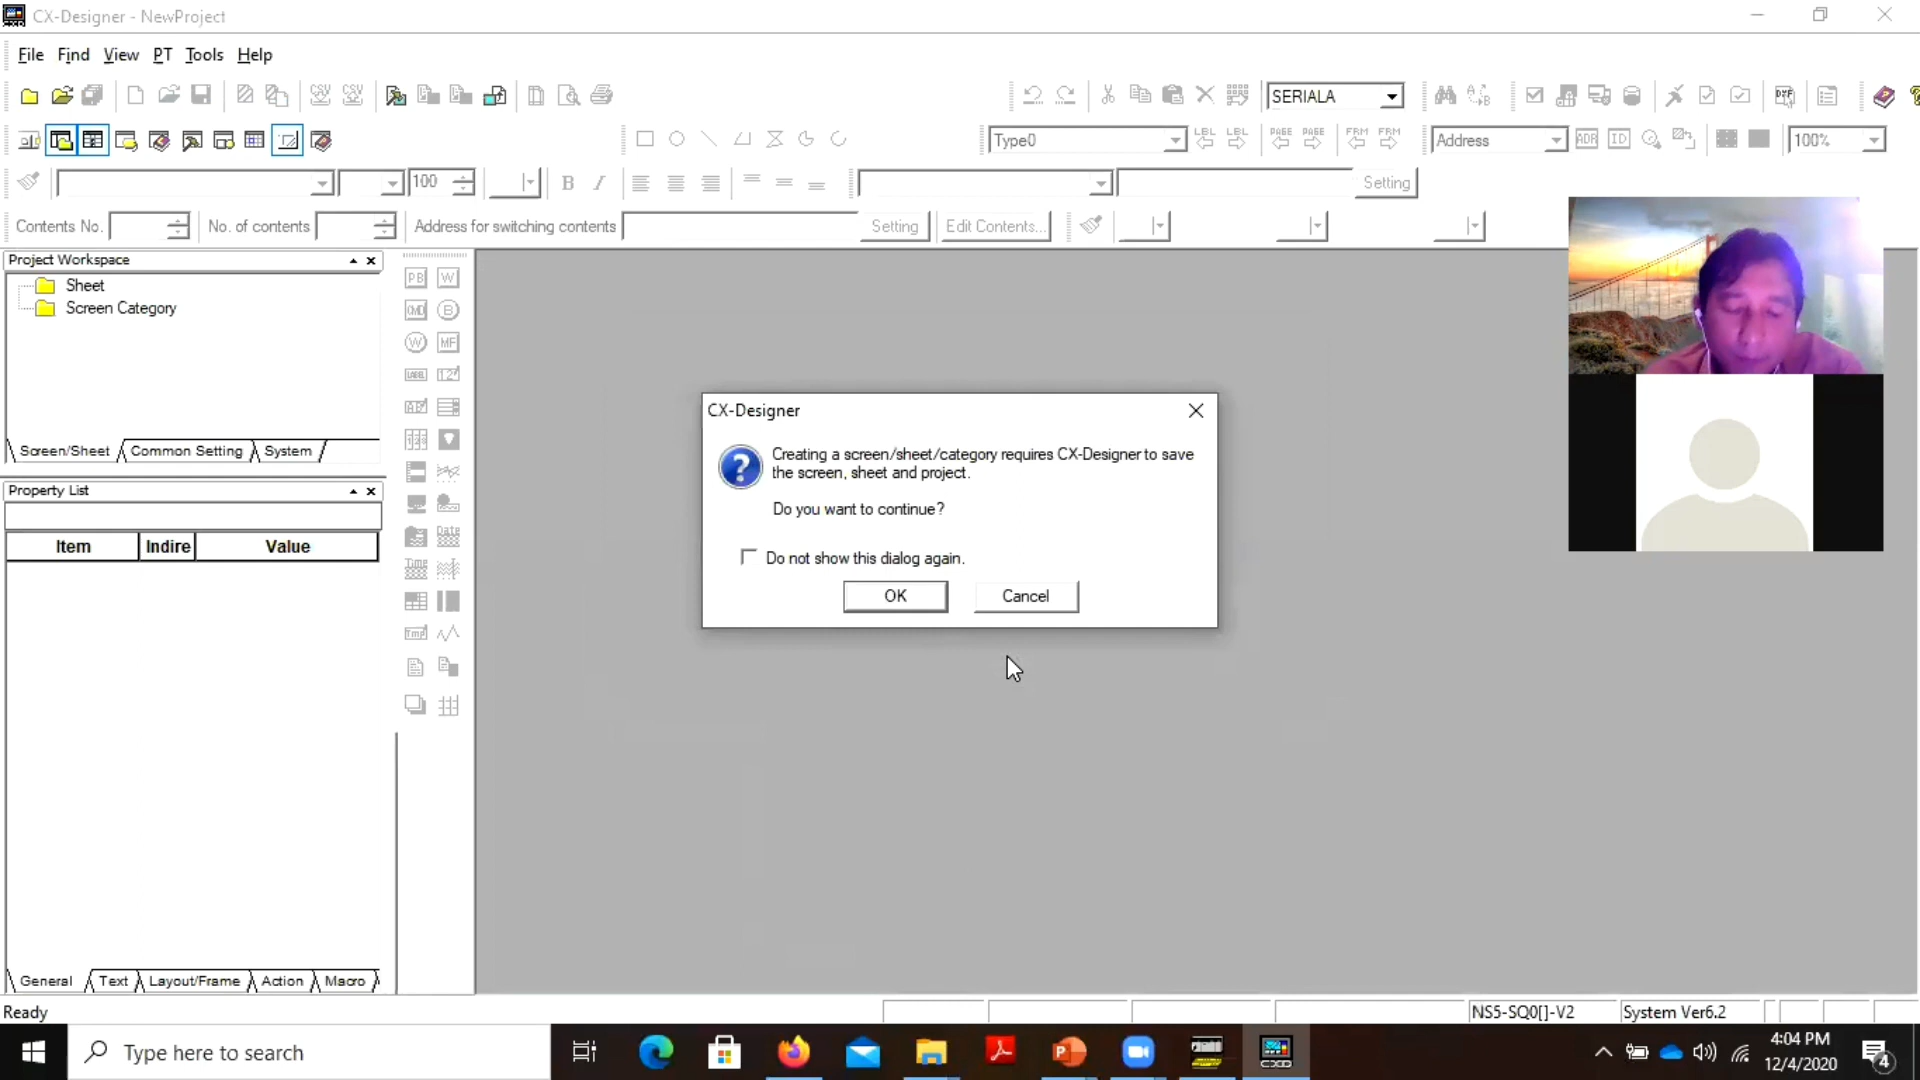 CX-Designer - NewProject
File Find View PT Tools Help
SERIALA
Type0
Address
100%
100
Setting
Contents No.
No. of contents
Address for switching contents
Setting
Edit Contents...
Project Workspace
Sheet
Screen Category
Screen/Sheet Common Setting System
Property List
Item Indire Value
General Text Layout/Frame Action Macro
CX-Designer
Creating a screen/sheet/category requires CX-Designer to save
the screen, sheet and project.
Do you want to continue?
Do not show this dialog again.
OK
Cancel
Ready
NS5-SQ0[]-V2
System Ver6.2
Type here to search
4:04 PM
12/4/2020
4